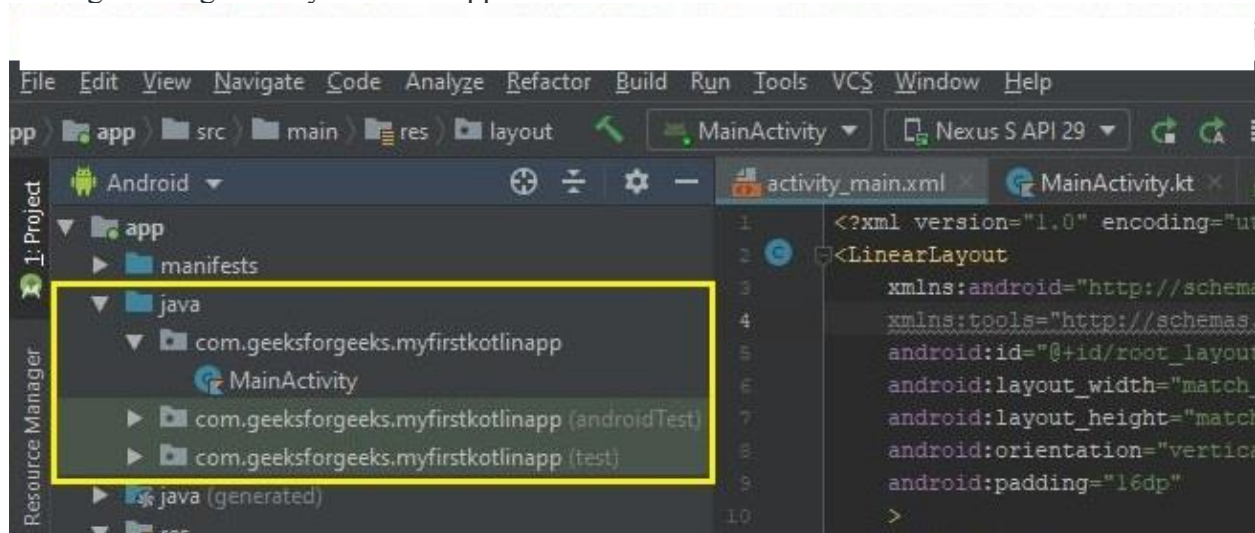 File Edit View Navigate Code Analyze Refactor Build Run Tools VCS Window Help
pp app src main res layout MainActivity Nexus S API 29
Android
activity_main.xml MainActivity.kt
1: Project
Resource Manager
app
manifests
java
com.geeksforgeeks.myfirstkotlinapp
MainActivity
com.geeksforgeeks.myfirstkotlinapp (androidTest)
com.geeksforgeeks.myfirstkotlinapp (test)
java (generated)
1 <?xml version="1.0" encoding="u
2 <LinearLayout
3 xmlns:android="http://schema
4 xmlns:tools="http://schemas
5 android:id="@+id/root_layout
6 android:layout_width="match
7 android:layout_height="match
8 android:orientation="vertica
9 android:padding="16dp"
10 >